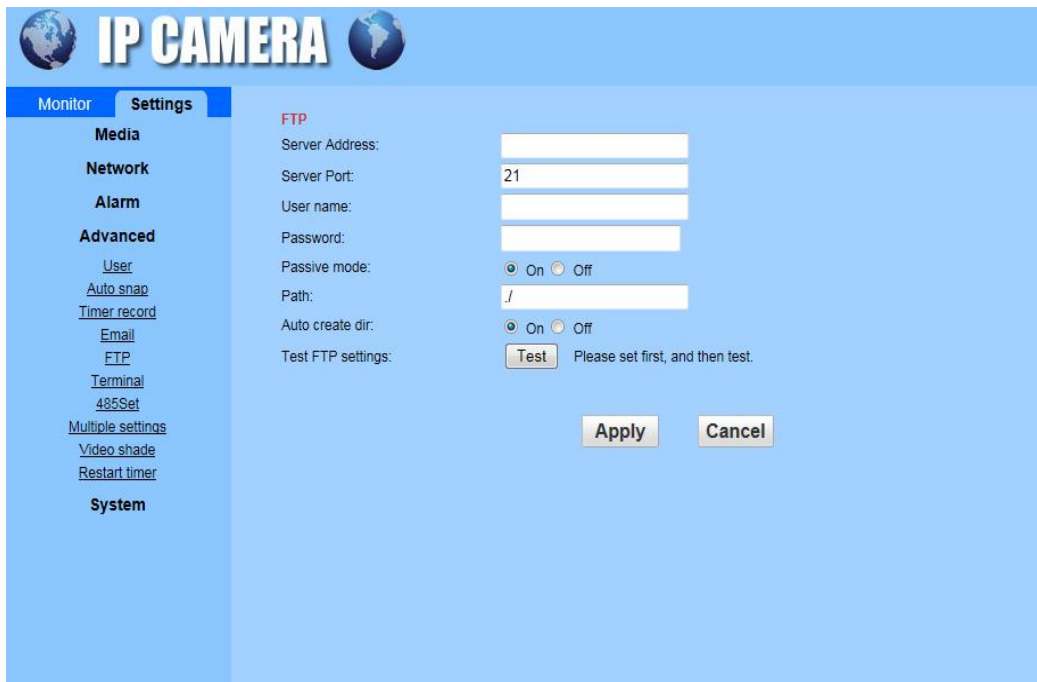 IP CAMERA
Monitor Settings
Media
Network
Alarm
Advanced
User
Auto snap
Timer record
Email
FTP
Terminal
485Set
Multiple settings
Video shade
Restart timer
System
FTP
Server Address:
Server Port: 21
User name:
Password:
Passive mode: On Off
Path: ./
Auto create dir: On Off
Test FTP settings: Test Please set first, and then test.
Apply Cancel